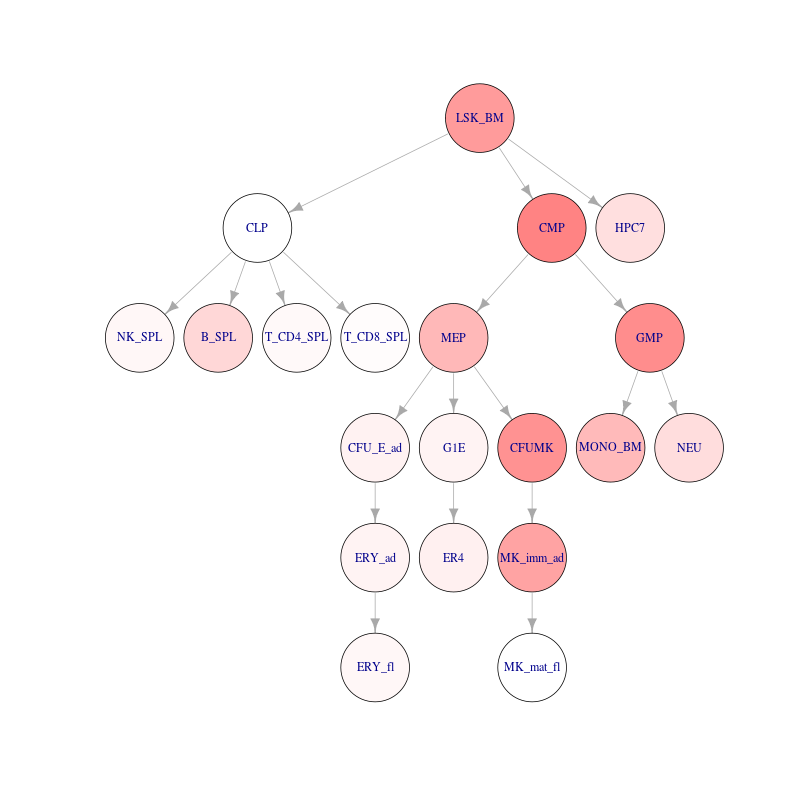 LSK_BM
CLP
CMP
HPC7
NK_SPL
B_SPL
T_CD4_SPL
T_CD8_SPL
MEP
GMP
CFU_E_ad
G1E
CFUMK
MONO_BM
NEU
ERY_ad
ER4
MK_imm_ad
ERY_fl
MK_mat_fl